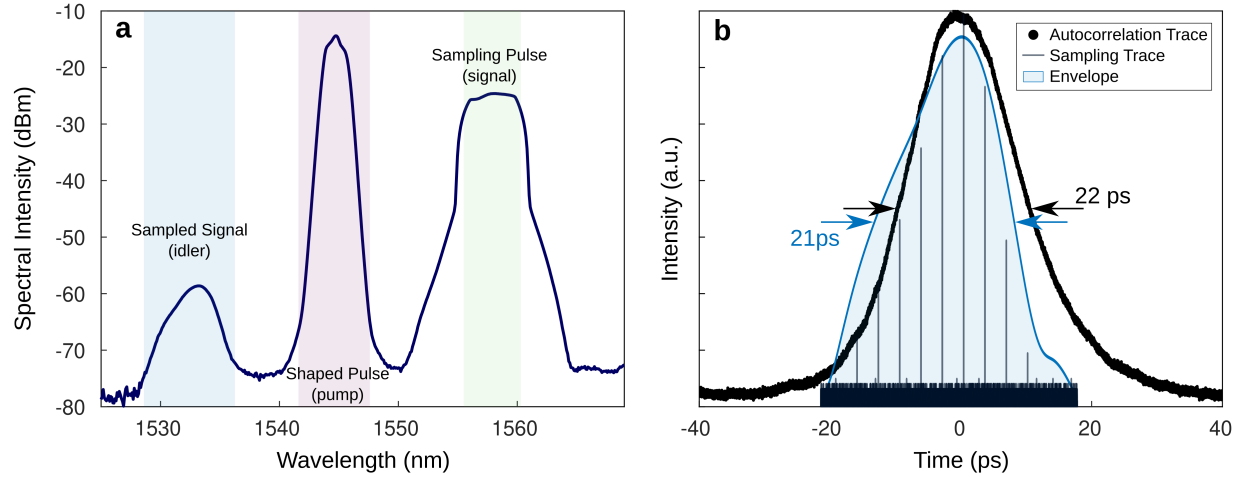 a
Spectral Intensity (dBm)
-10
-20
-30
-40
-50
-60
-70
-80
Sampling Pulse
(signal)
Sampled Signal
(idler)
Shaped Pulse
(pump)
1530
1540
1550
1560
Wavelength (nm)
b
Intensity (a.u.)
Autocorrelation Trace
Sampling Trace
Envelope
22 ps
21ps
-40
-20
0
20
40
Time (ps)